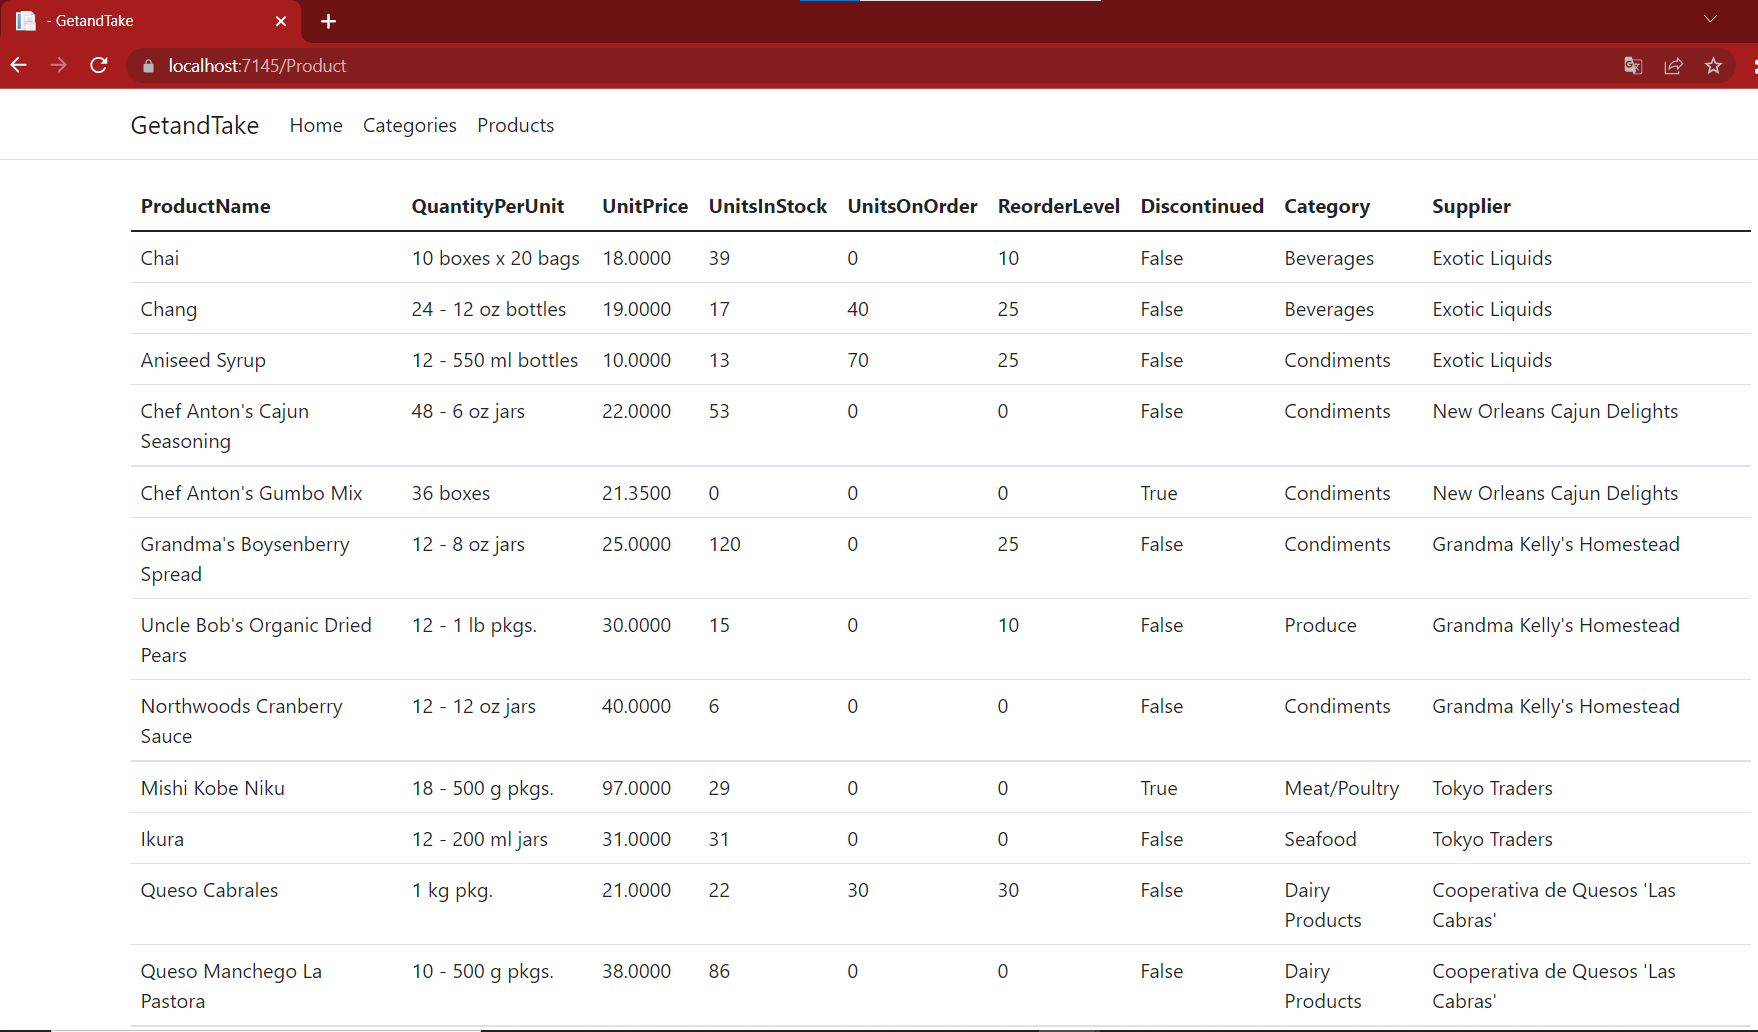 - GetandTake
localhost:7145/Product
GetandTake Home Categories Products
ProductName QuantityPerUnit UnitPrice UnitsInStock UnitsOnOrder ReorderLevel Discontinued Category Supplier
Chai 10 boxes x 20 bags 18.0000 39 0 10 False Beverages Exotic Liquids
Chang 24 - 12 oz bottles 19.0000 17 40 25 False Beverages Exotic Liquids
Aniseed Syrup 12 - 550 ml bottles 10.0000 13 70 25 False Condiments Exotic Liquids
Chef Anton's Cajun 48 - 6 oz jars 22.0000 53 0 0 False Condiments New Orleans Cajun Delights
Seasoning
Chef Anton's Gumbo Mix 36 boxes 21.3500 0 0 0 True Condiments New Orleans Cajun Delights
Grandma's Boysenberry 12 - 8 oz jars 25.0000 120 0 25 False Condiments Grandma Kelly's Homestead
Spread
Uncle Bob's Organic Dried 12 - 1 lb pkgs. 30.0000 15 0 10 False Produce Grandma Kelly's Homestead
Pears
Northwoods Cranberry 12 - 12 oz jars 40.0000 6 0 0 False Condiments Grandma Kelly's Homestead
Sauce
Mishi Kobe Niku 18 - 500 g pkgs. 97.0000 29 0 0 True Meat/Poultry Tokyo Traders
Ikura 12 - 200 ml jars 31.0000 31 0 0 False Seafood Tokyo Traders
Queso Cabrales 1 kg pkg. 21.0000 22 30 30 False Dairy Cooperativa de Quesos 'Las
Products Cabras'
Queso Manchego La 10 - 500 g pkgs. 38.0000 86 0 0 False Dairy Cooperativa de Quesos 'Las
Pastora Products Cabras'